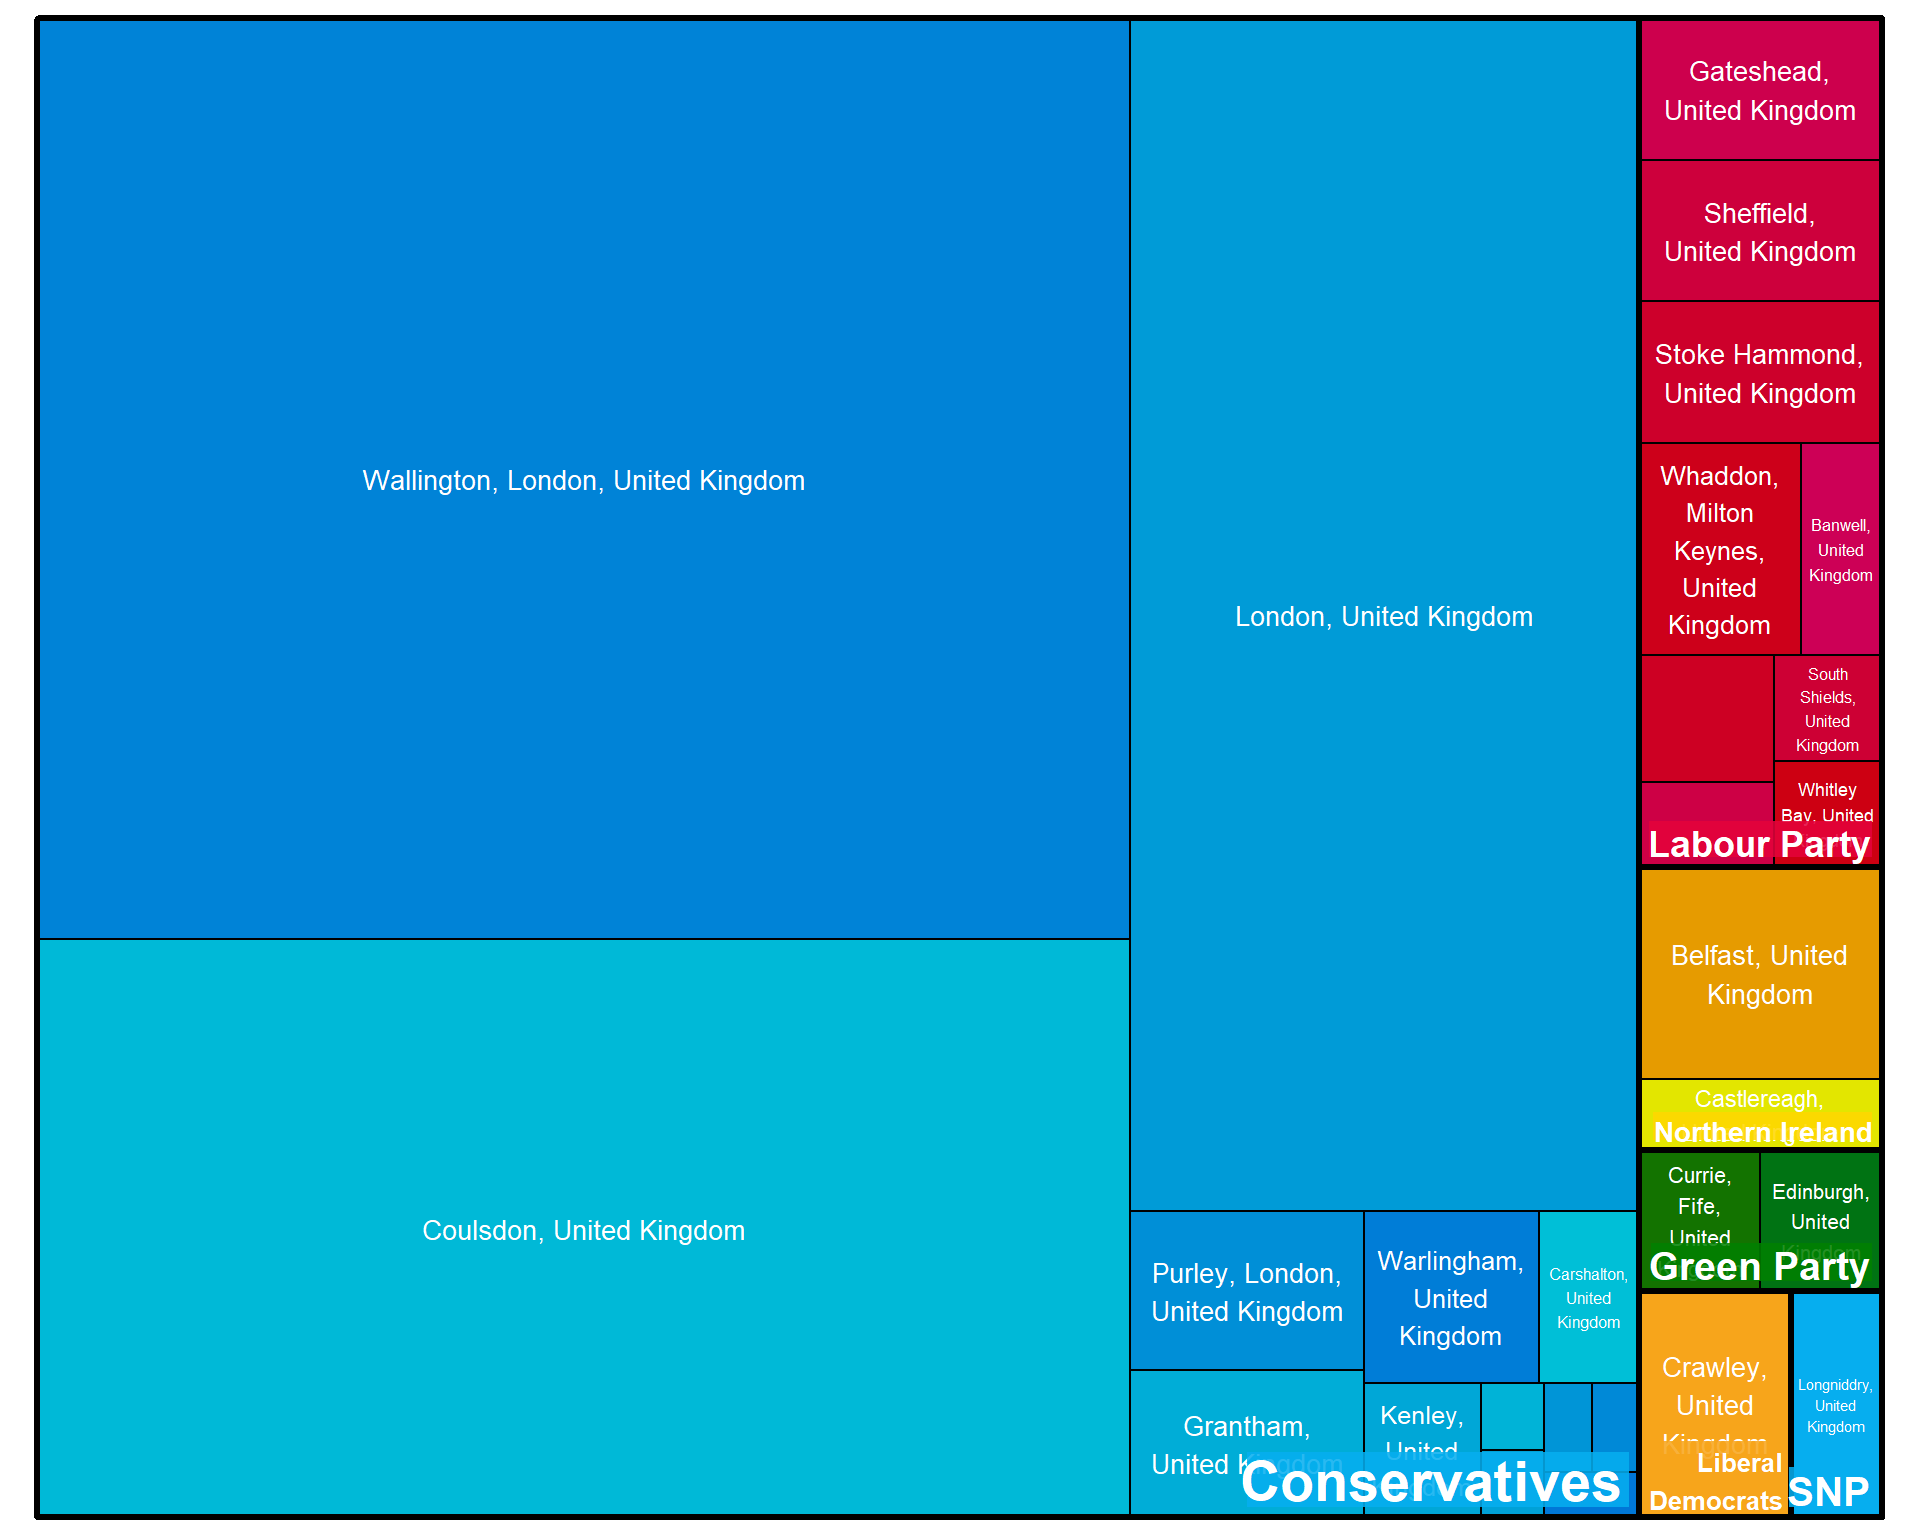 Wallington, London, United Kingdom
Coulsdon, United Kingdom
London, United Kingdom
Purley, London,
United Kingdom
Grantham,
United Kingdom
Warlingham,
United
Kingdom
Carshalton,
United
Kingdom
Kenley,
United
Kingdom
Conservatives
Gateshead,
United Kingdom
Sheffield,
United Kingdom
Stoke Hammond,
United Kingdom
Whaddon,
Milton
Keynes,
United
Kingdom
Banwell,
United
Kingdom
South
Shields,
United
Kingdom
Whitley
Bay, United
Labour Party
Belfast, United
Kingdom
Castlereagh,
Northern Ireland
Currie,
Fife,
United
Edinburgh,
United
Kingdom
Green Party
Crawley,
United
Kingdom
Liberal
Democrats
Longniddry,
United
Kingdom
SNP